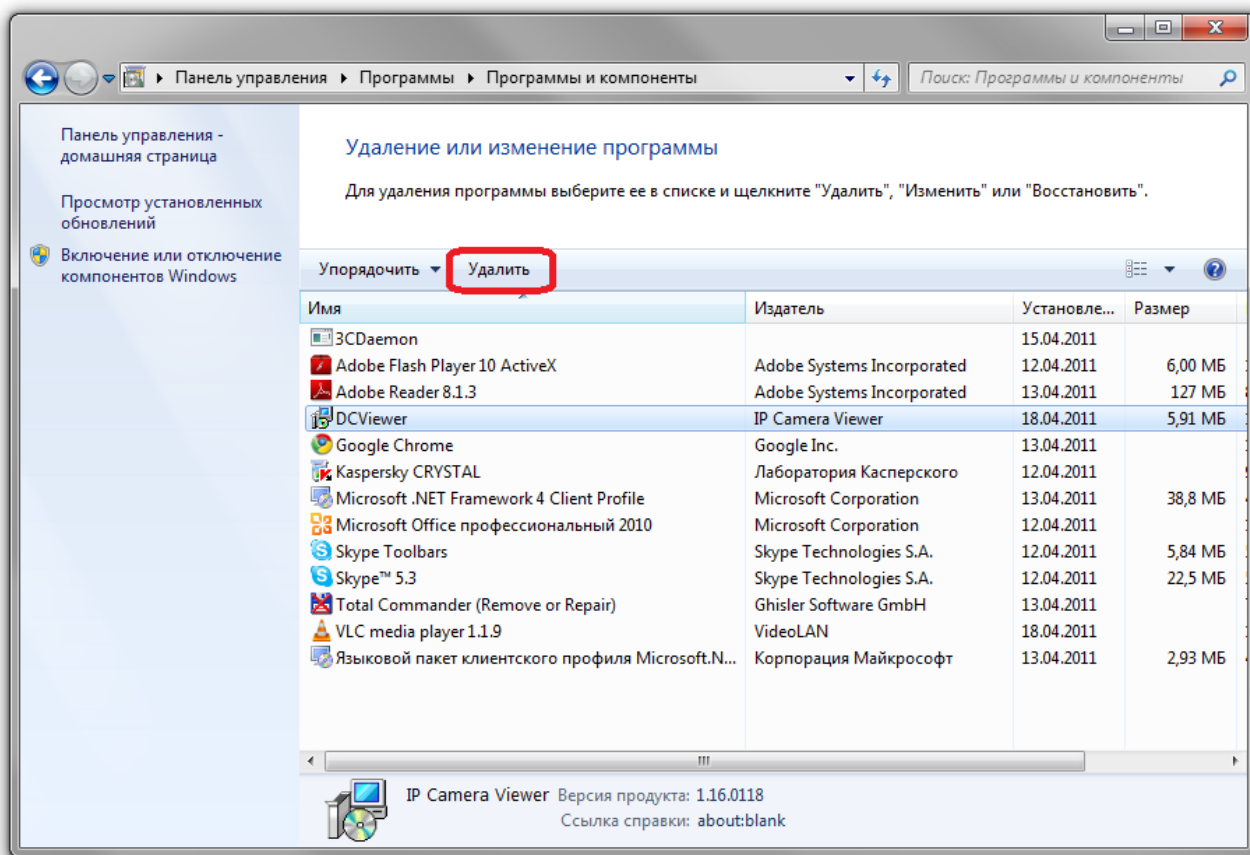 Панель управления ▸ Программы ▸ Программы и компоненты
Поиск: Программы и компоненты
Панель управления -
домашняя страница
Просмотр установленных
обновлений
Включение или отключение
компонентов Windows
Удаление или изменение программы
Для удаления программы выберите ее в списке и щелкните "Удалить", "Изменить" или "Восстановить".
Упорядочить Удалить
Имя Издатель Установле... Размер
3CDaemon 15.04.2011
Adobe Flash Player 10 ActiveX Adobe Systems Incorporated 12.04.2011 6,00 МБ
Adobe Reader 8.1.3 Adobe Systems Incorporated 13.04.2011 127 МБ
DCViewer IP Camera Viewer 18.04.2011 5,91 МБ
Google Chrome Google Inc. 13.04.2011
Kaspersky CRYSTAL Лаборатория Касперского 12.04.2011
Microsoft .NET Framework 4 Client Profile Microsoft Corporation 13.04.2011 38,8 МБ
Microsoft Office профессиональный 2010 Microsoft Corporation 12.04.2011
Skype Toolbars Skype Technologies S.A. 12.04.2011 5,84 МБ
Skype™ 5.3 Skype Technologies S.A. 12.04.2011 22,5 МБ
Total Commander (Remove or Repair) Ghisler Software GmbH 13.04.2011
VLC media player 1.1.9 VideoLAN 18.04.2011
Языковой пакет клиентского профиля Microsoft.N... Корпорация Майкрософт 13.04.2011 2,93 МБ
IP Camera Viewer Версия продукта: 1.16.0118
Ссылка справки: about:blank